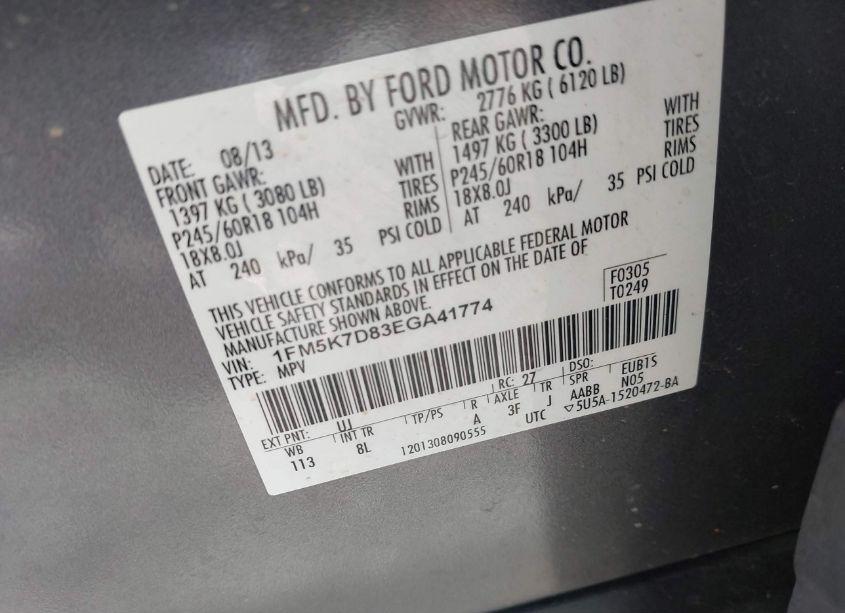 MFD. BY FORD MOTOR CO.
DATE: 08/13 GVWR: 2776 KG ( 6120 LB)
FRONT GAWR: WITH REAR GAWR: WITH
1397 KG ( 3080 LB) TIRES 1497 KG ( 3300 LB) TIRES
P245/60R18 104H RIMS P245/60R18 104H RIMS
18X8.0J 18X8.0J
AT 240 kPa/ 35 PSI COLD AT 240 kPa/ 35 PSI COLD
THIS VEHICLE CONFORMS TO ALL APPLICABLE FEDERAL MOTOR
VEHICLE SAFETY STANDARDS IN EFFECT ON THE DATE OF
MANUFACTURE SHOWN ABOVE.
VIN: 1FM5K7D83EGA41774 F0305
TYPE: MPV T0249
EXT PNT: UJ RC: 27 DSO:
WB INT TR TP/PS R AXLE TR SPR EUB1S
113 8L A 3F J AABB N05
1201308090555 UTC ▽5U5A-1520472-BA